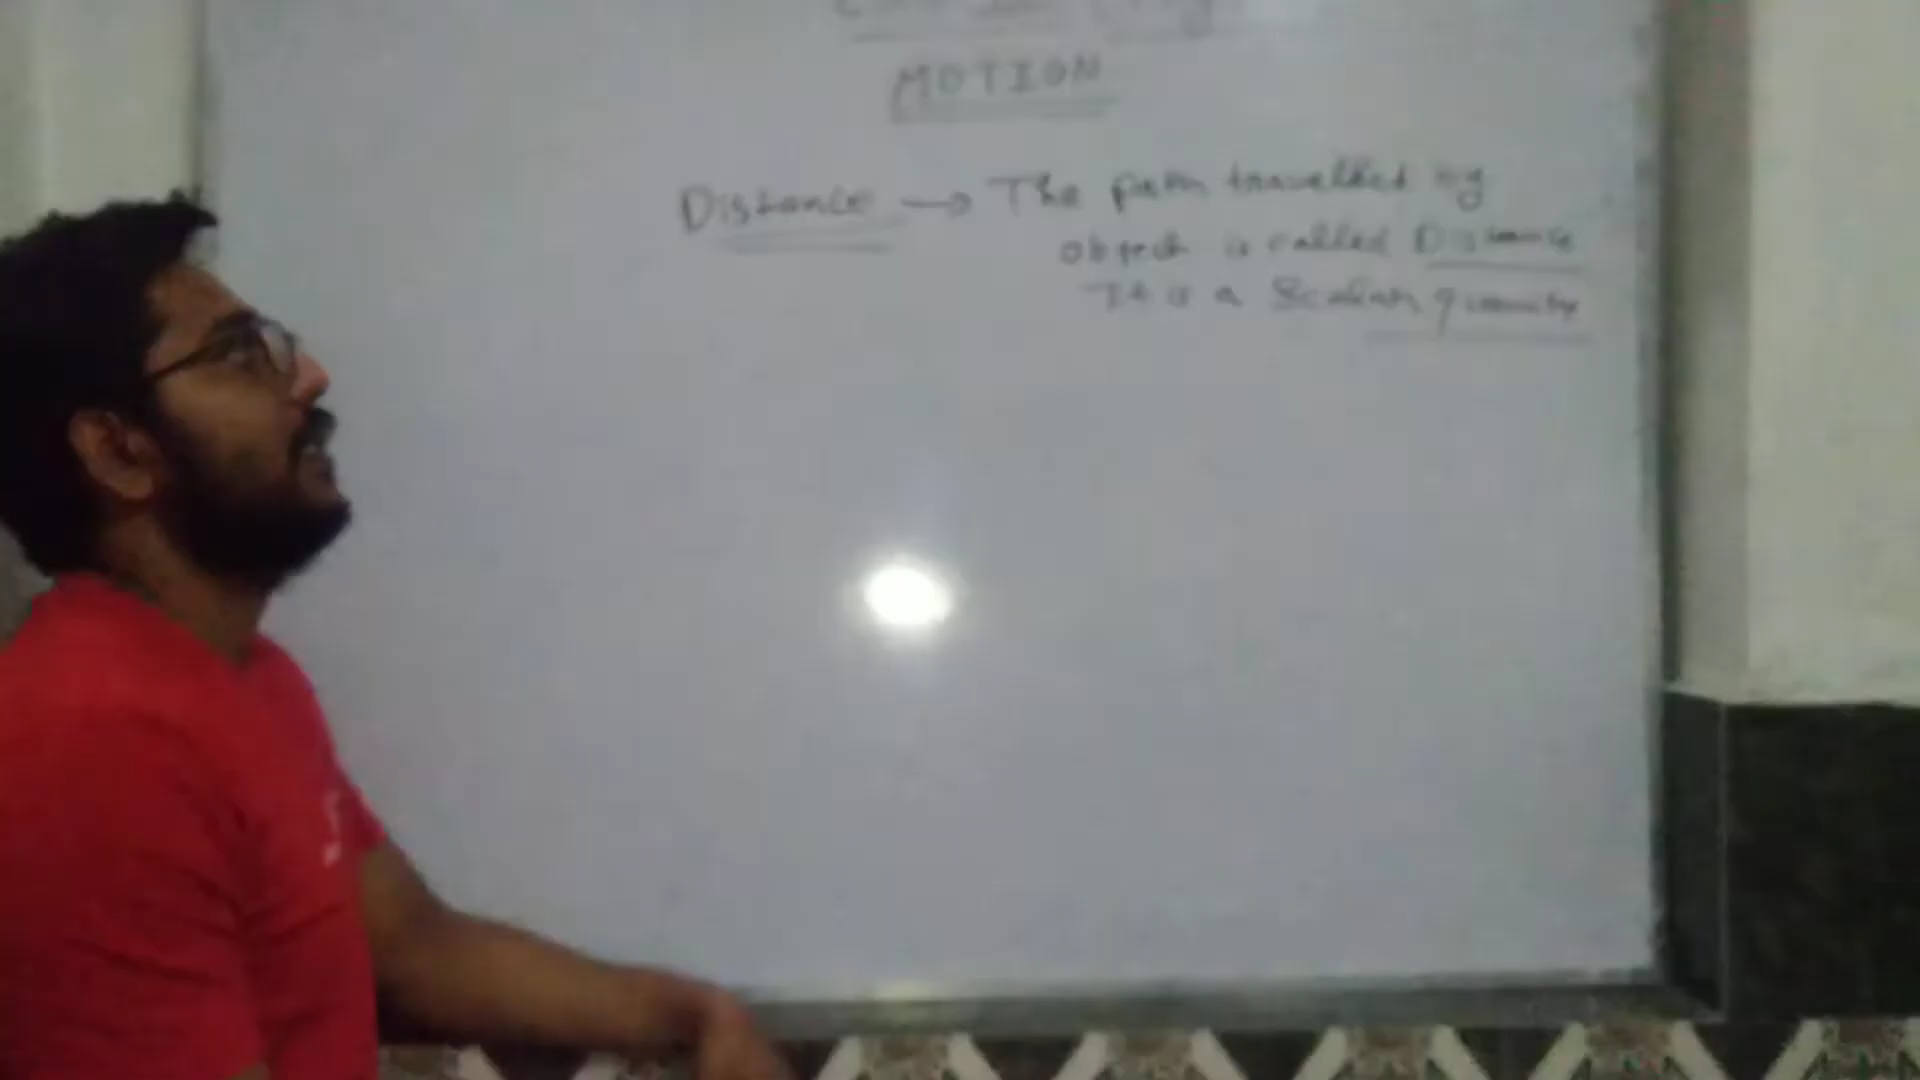 MOTION
Distance → The path travelled by
object is called Distance
It is a Scalar quantity